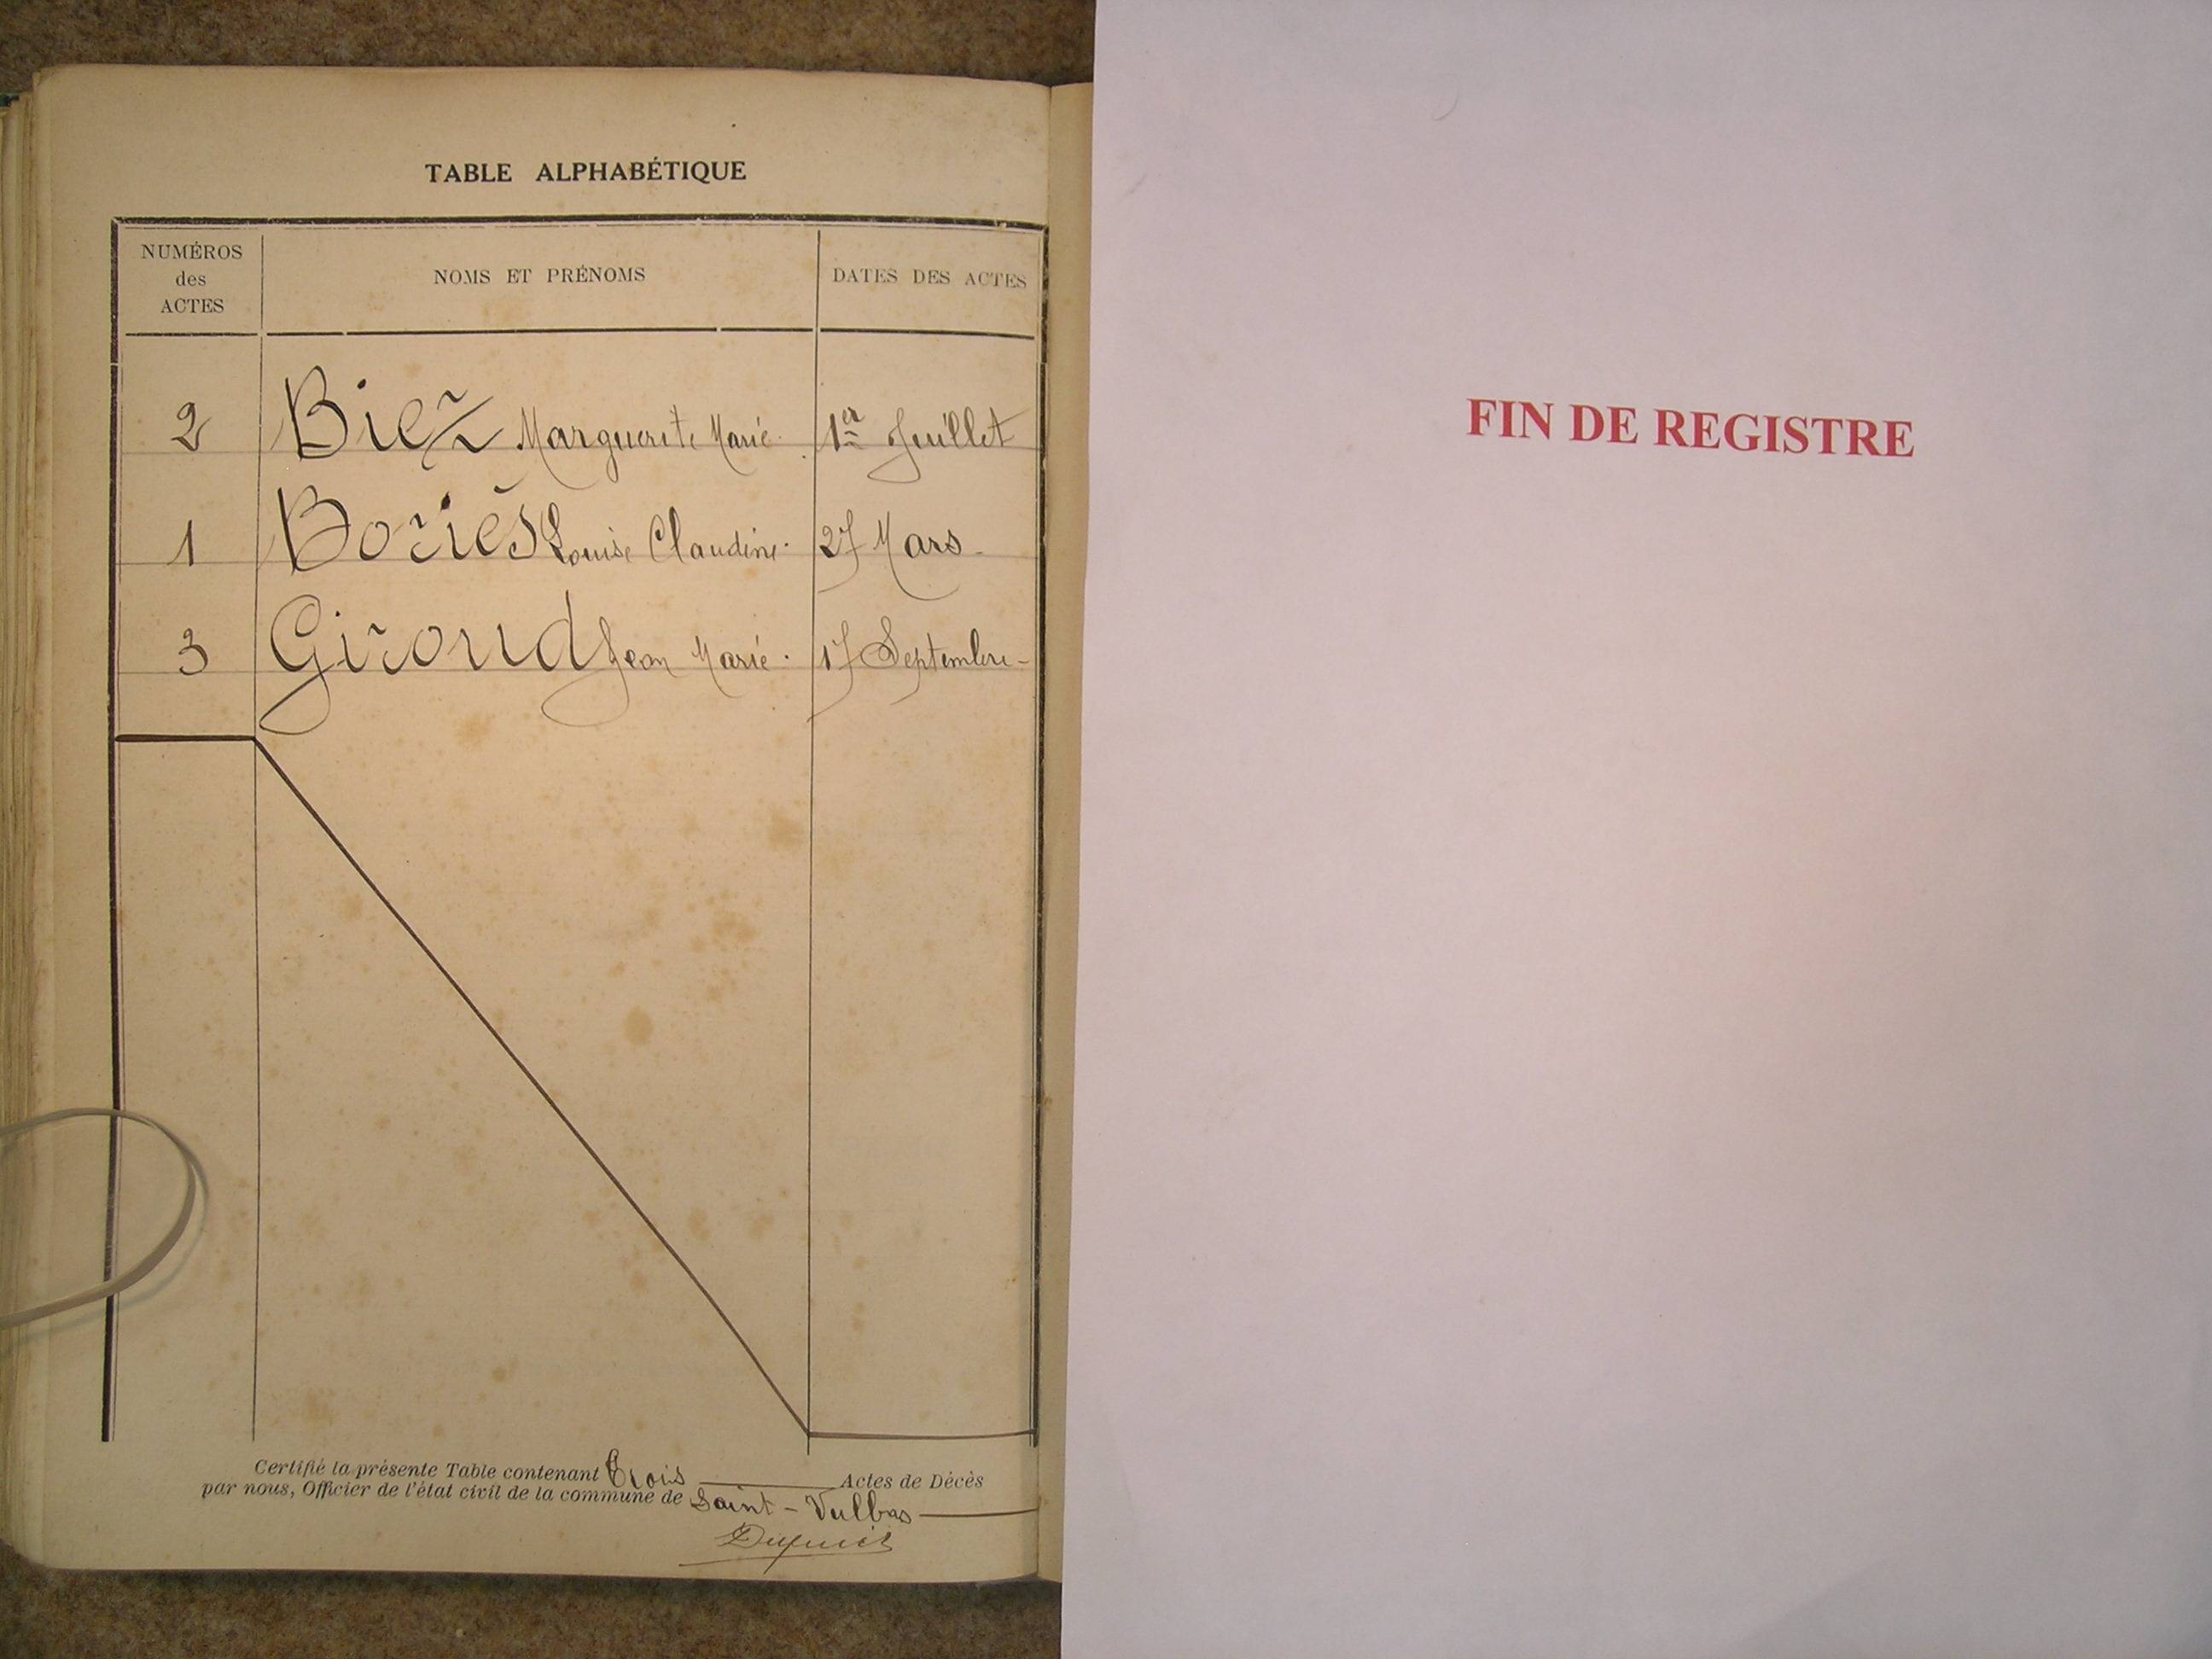 TABLE ALPHABÉTIQUE
NUMÉROS
des
ACTES
NOMS ET PRÉNOMS
DATES DES ACTES
2 Biez Marguerite Marie. 1er Juillet
1 Boriès Louise Claudine. 27 Mars
3 Giroud Jean Marie. 17 Septembre
Certifié la présente Table contenant trois Actes de Décès
par nous, Officier de l'état civil de la commune de Saint-Vulbas
FIN DE REGISTRE